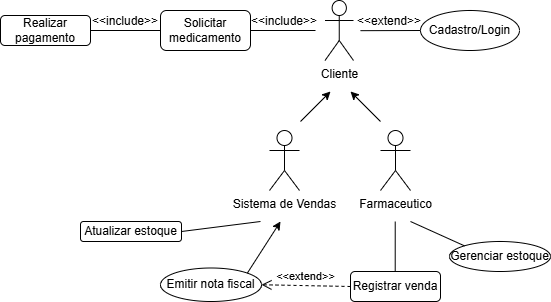 Realizar
pagamento
<<include>>
Solicitar
medicamento
<<include>>
<<extend>>
Cadastro/Login
Cliente
Sistema de Vendas
Farmaceutico
Atualizar estoque
Gerenciar estoque
Emitir nota fiscal
<<extend>>
Registrar venda